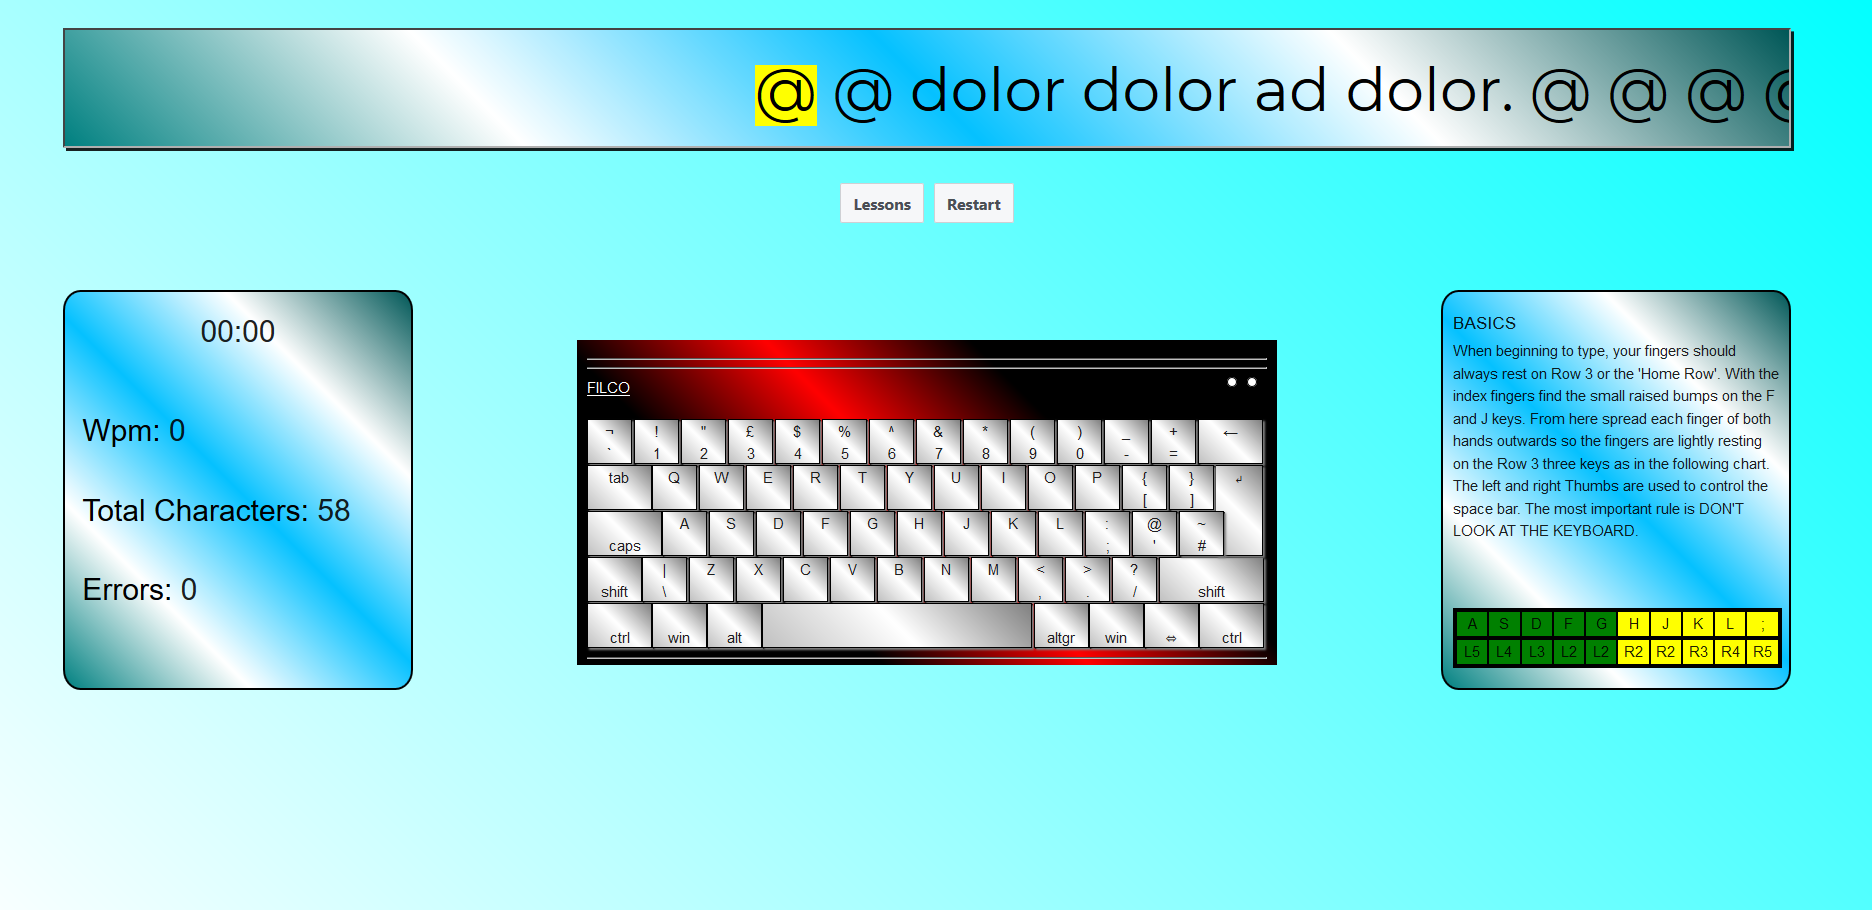 @ @ dolor dolor ad dolor. @ @ @
Lessons Restart
00:00
Wpm: 0
Total Characters: 58
Errors: 0
FILCO
¬ ! " £ $ % ^ & * ( ) _ + ←
` 1 2 3 4 5 6 7 8 9 0 - =
tab Q W E R T Y U I O P { } ↲
[ ]
A S D F G H J K L : @ ~
caps ; ' #
| Z X C V B N M < > ?
shift \ , . / shift
ctrl win alt altgr win ⇔ ctrl
BASICS
When beginning to type, your fingers should
always rest on Row 3 or the 'Home Row'. With the
index fingers find the small raised bumps on the F
and J keys. From here spread each finger of both
hands outwards so the fingers are lightly resting
on the Row 3 three keys as in the following chart.
The left and right Thumbs are used to control the
space bar. The most important rule is DON'T
LOOK AT THE KEYBOARD.
A S D F G H J K L ;
L5 L4 L3 L2 L2 R2 R2 R3 R4 R5